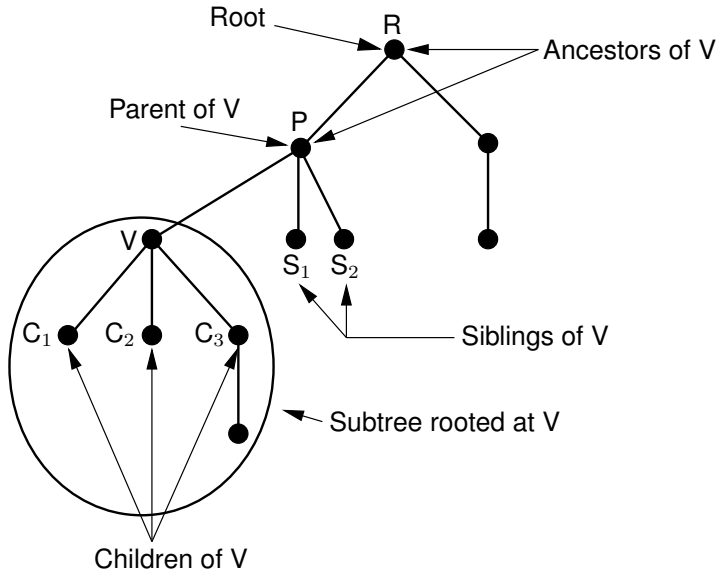 Root
R
Ancestors of V
Parent of V
P
V
S₁ S₂
C₁ C₂ C₃
Siblings of V
Subtree rooted at V
Children of V